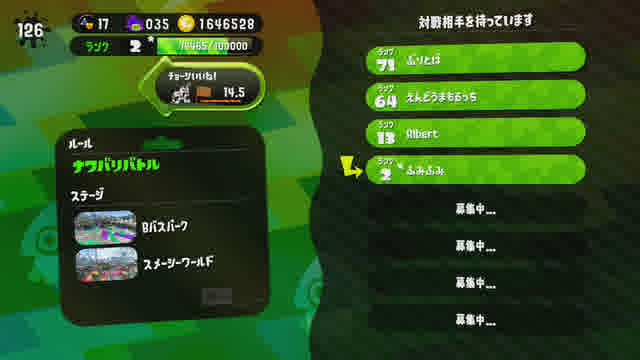 126
17 035 1646528
ランク 2★ 19465/100000
チョーシいいね!
14.5
ルール
ナワバリバトル
ステージ
Bバスパーク
スメーシーワールド
対戦相手を待っています
ランク 71 ぷりとぱ
ランク 64 えんどうまもるっち
ランク 13 Albert
ランク 2★ ふみふみ
募集中...
募集中...
募集中...
募集中...